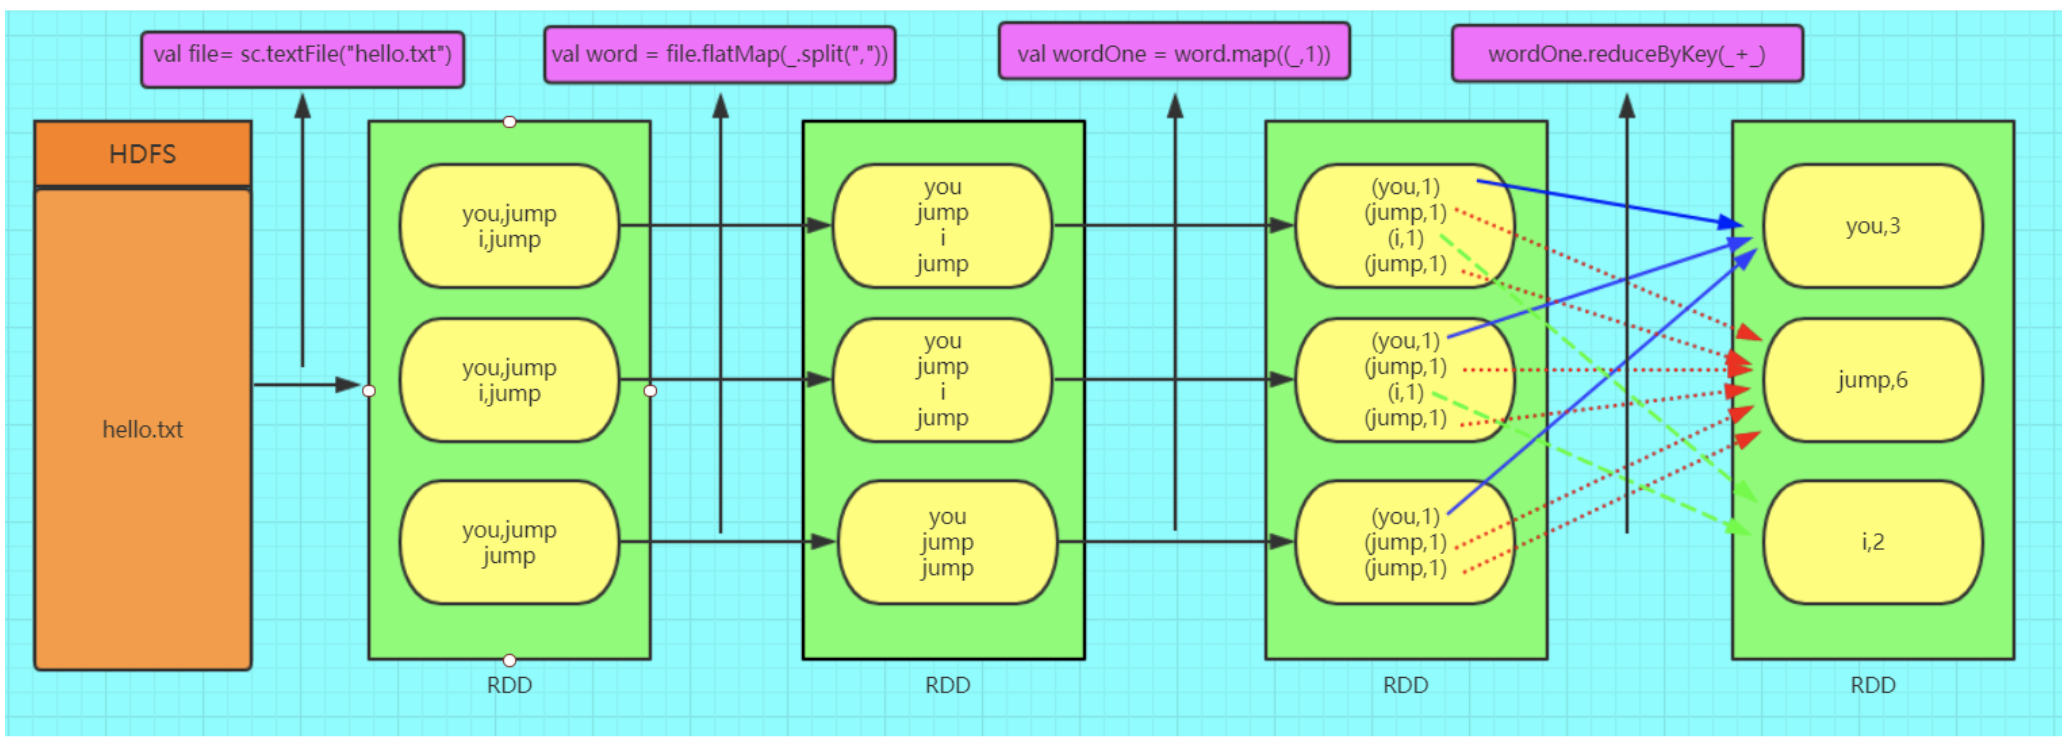 val file= sc.textFile("hello.txt")
val word = file.flatMap(_.split(","))
val wordOne = word.map((_,1))
wordOne.reduceByKey(_+_)
HDFS
hello.txt
you,jump
i,jump
you,jump
i,jump
you,jump
jump
RDD
you
jump
i
jump
you
jump
i
jump
you
jump
jump
RDD
(you,1)
(jump,1)
(i,1)
(jump,1)
(you,1)
(jump,1)
(i,1)
(jump,1)
(you,1)
(jump,1)
(jump,1)
RDD
you,3
jump,6
i,2
RDD